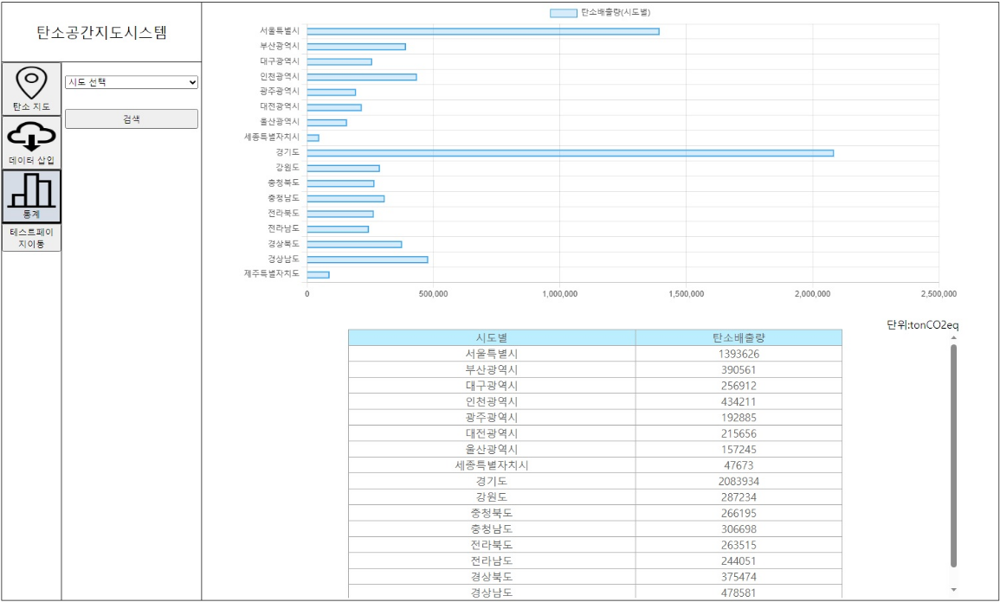 탄소공간지도시스템
탄소 지도
데이터 삽입
통계
테스트페이
지이동
시도 선택
검색
탄소배출량(시도별)
서울특별시
부산광역시
대구광역시
인천광역시
광주광역시
대전광역시
울산광역시
세종특별자치시
경기도
강원도
충청북도
충청남도
전라북도
전라남도
경상북도
경상남도
제주특별자치도
0 500,000 1,000,000 1,500,000 2,000,000 2,500,000
단위:tonCO2eq
시도별 탄소배출량
서울특별시 1393626
부산광역시 390561
대구광역시 256912
인천광역시 434211
광주광역시 192885
대전광역시 215656
울산광역시 157245
세종특별자치시 47673
경기도 2083934
강원도 287234
충청북도 266195
충청남도 306698
전라북도 263515
전라남도 244051
경상북도 375474
경상남도 478581